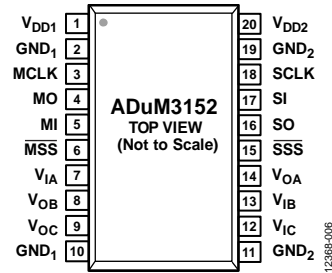 VDD1 1 20 VDD2
GND1 2 19 GND2
MCLK 3 18 SCLK
MO 4 17 SI
MI 5 16 SO
MSS 6 15 SSS
VIA 7 14 VOA
VOB 8 13 VIB
VOC 9 12 VIC
GND1 10 11 GND2
ADuM3152
TOP VIEW
(Not to Scale)
12368-006